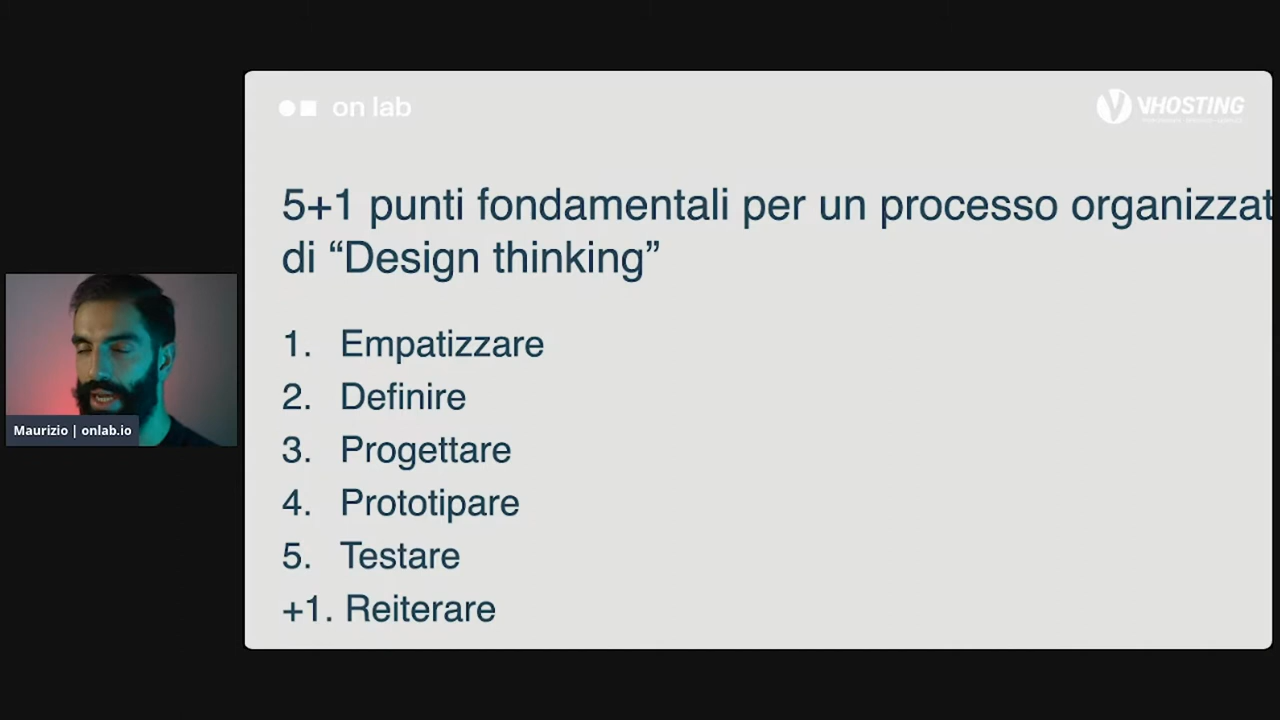 on lab
VHOSTING
5+1 punti fondamentali per un processo organizzat
di “Design thinking”
1. Empatizzare
2. Definire
3. Progettare
4. Prototipare
5. Testare
+1. Reiterare
Maurizio | onlab.io